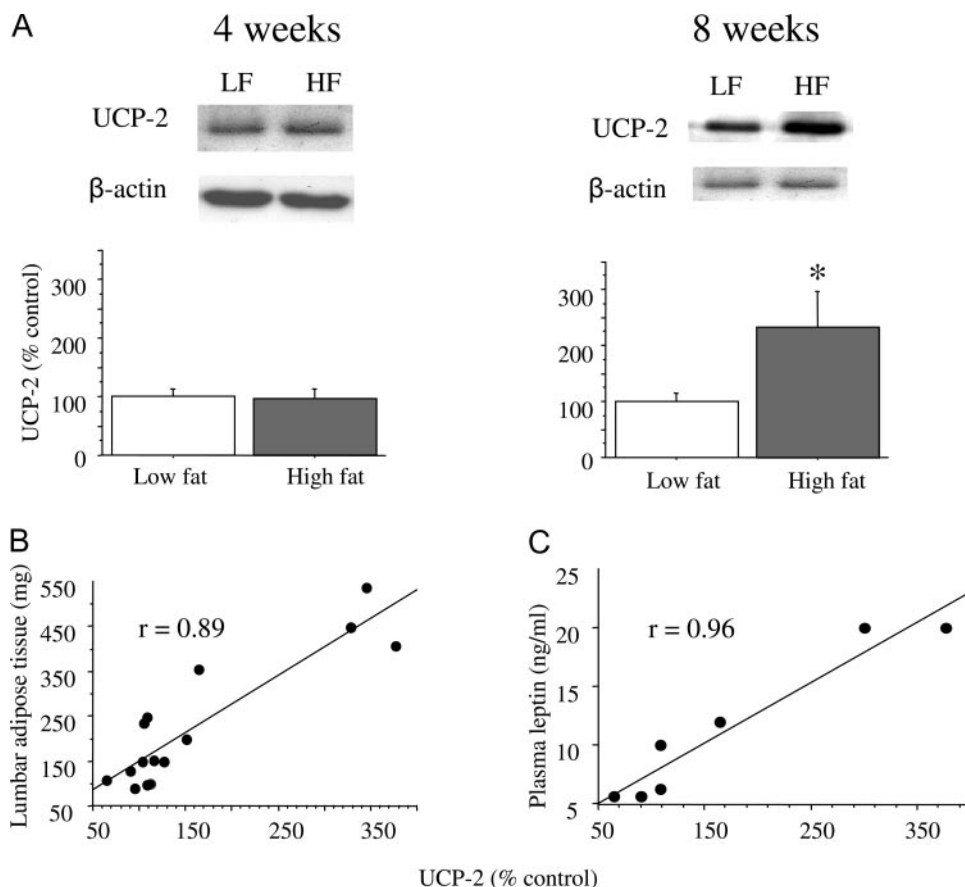 A
4 weeks
8 weeks
LF HF
LF HF
UCP-2
UCP-2
β-actin
β-actin
UCP-2 (% control)
300
200
100
0
Low fat High fat
*
300
200
100
0
Low fat High fat
B
Lumbar adipose tissue (mg)
550
450
350
250
150
50
r = 0.89
50 150 250 350
C
Plasma leptin (ng/ml)
25
20
15
10
5
r = 0.96
50 150 250 350
UCP-2 (% control)